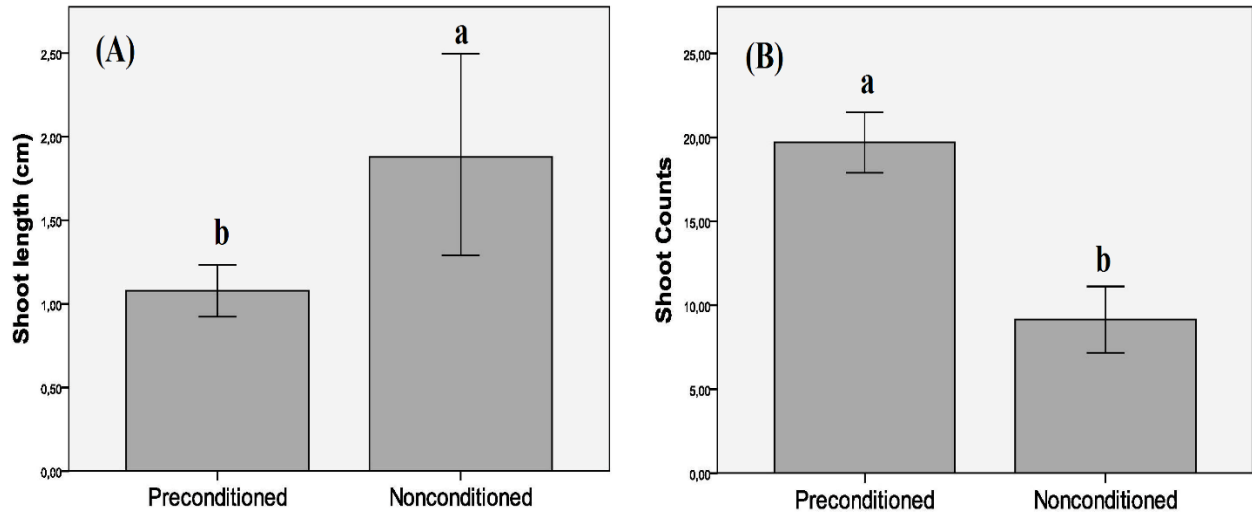 (A)
Shoot length (cm)
2,50
2,00
1,50
1,00
0,50
0,00
b
a
Preconditioned
Nonconditioned
(B)
Shoot Counts
25,00
20,00
15,00
10,00
5,00
0,00
a
b
Preconditioned
Nonconditioned